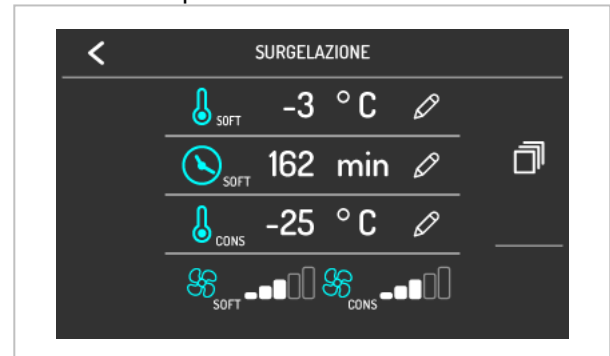 SURGELAZIONE
SOFT -3 °C
SOFT 162 min
CONS -25 °C
SOFT CONS